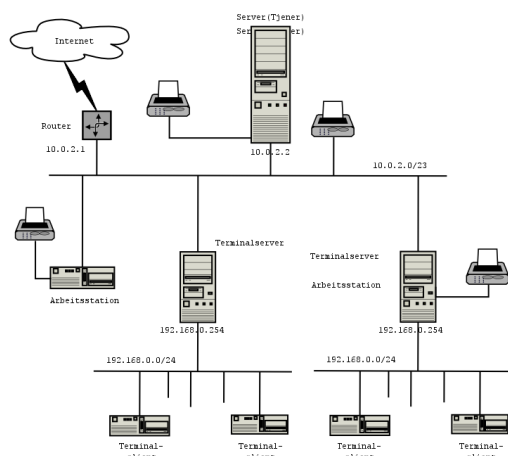 Server(Tjener)
Internet
Router
10.0.2.1
10.0.2.2
10.0.2.0/23
Terminalserver
Terminalserver
Arbeitsstation
Arbeitsstation
192.168.0.254
192.168.0.254
192.168.0.0/24
192.168.0.0/24
Terminal-
Terminal-
Terminal-
Terminal-